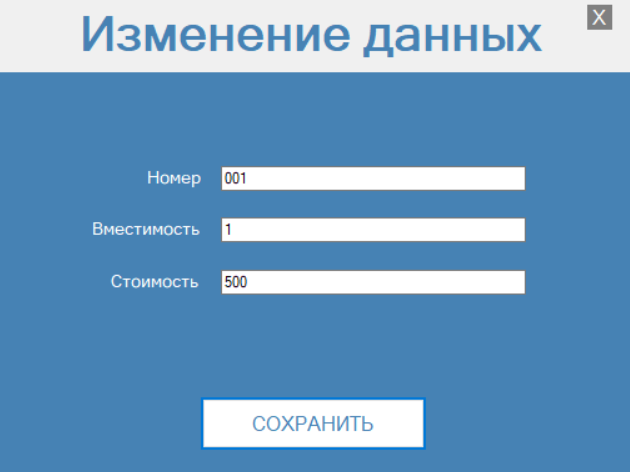 Изменение данных
X
Номер 001
Вместимость 1
Стоимость 500
СОХРАНИТЬ